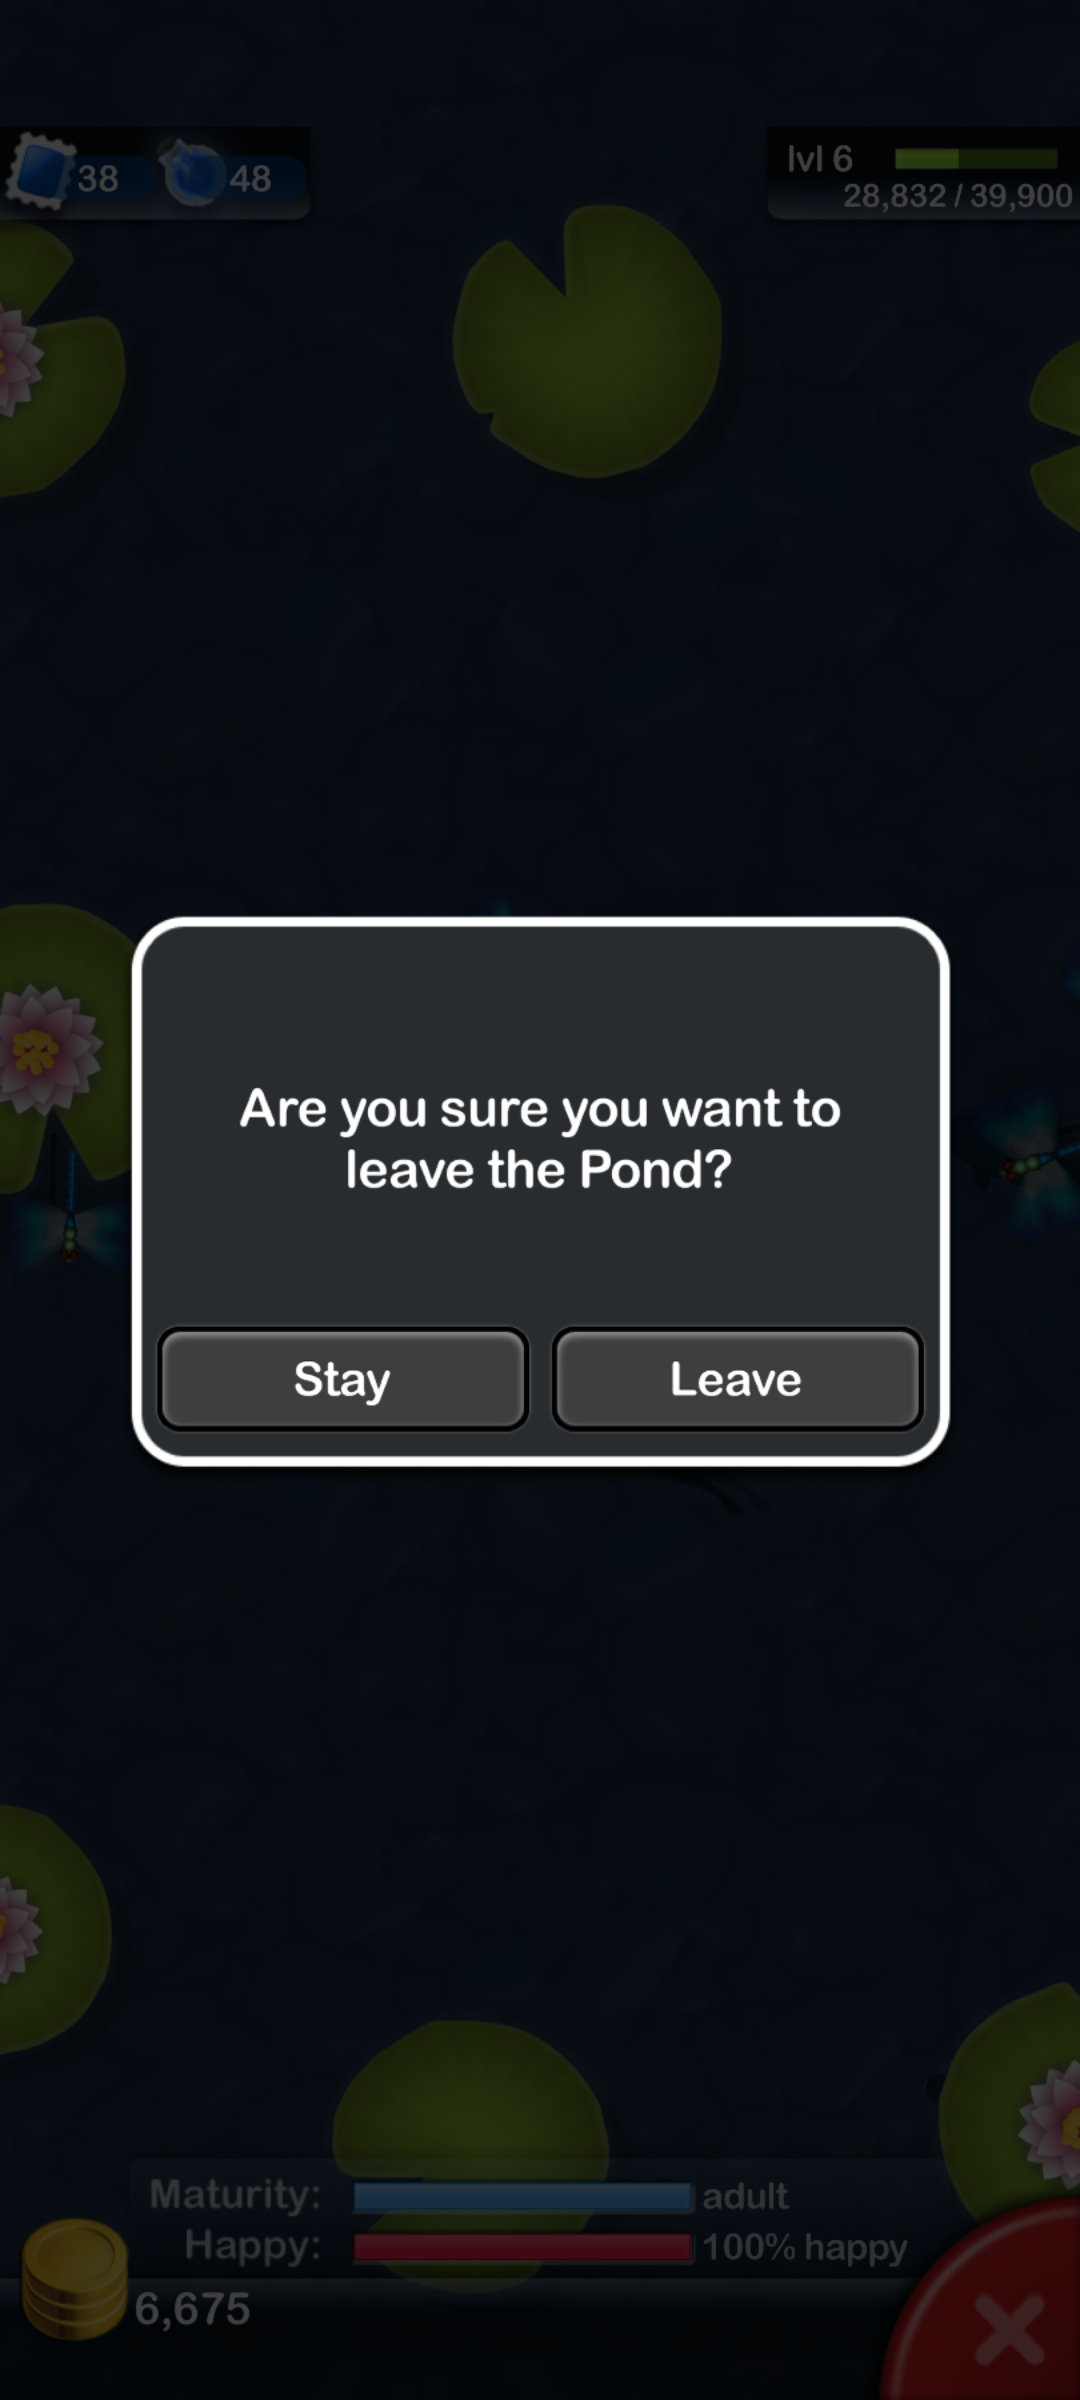 38 48
lvl 6
28,832 / 39,900
Are you sure you want to
leave the Pond?
Stay Leave
Maturity: adult
Happy: 100% happy
6,675